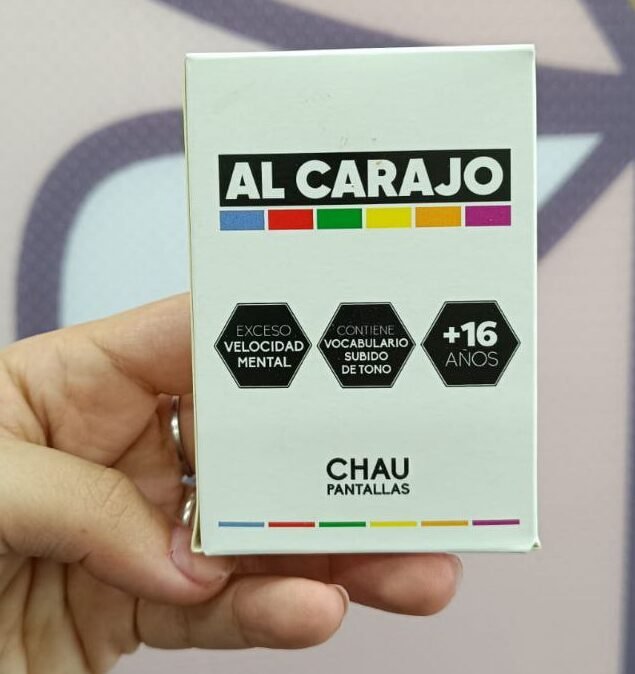 AL CARAJO
EXCESO
VELOCIDAD
MENTAL
CONTIENE
VOCABULARIO
SUBIDO
DE TONO
+16
AÑOS
CHAU
PANTALLAS